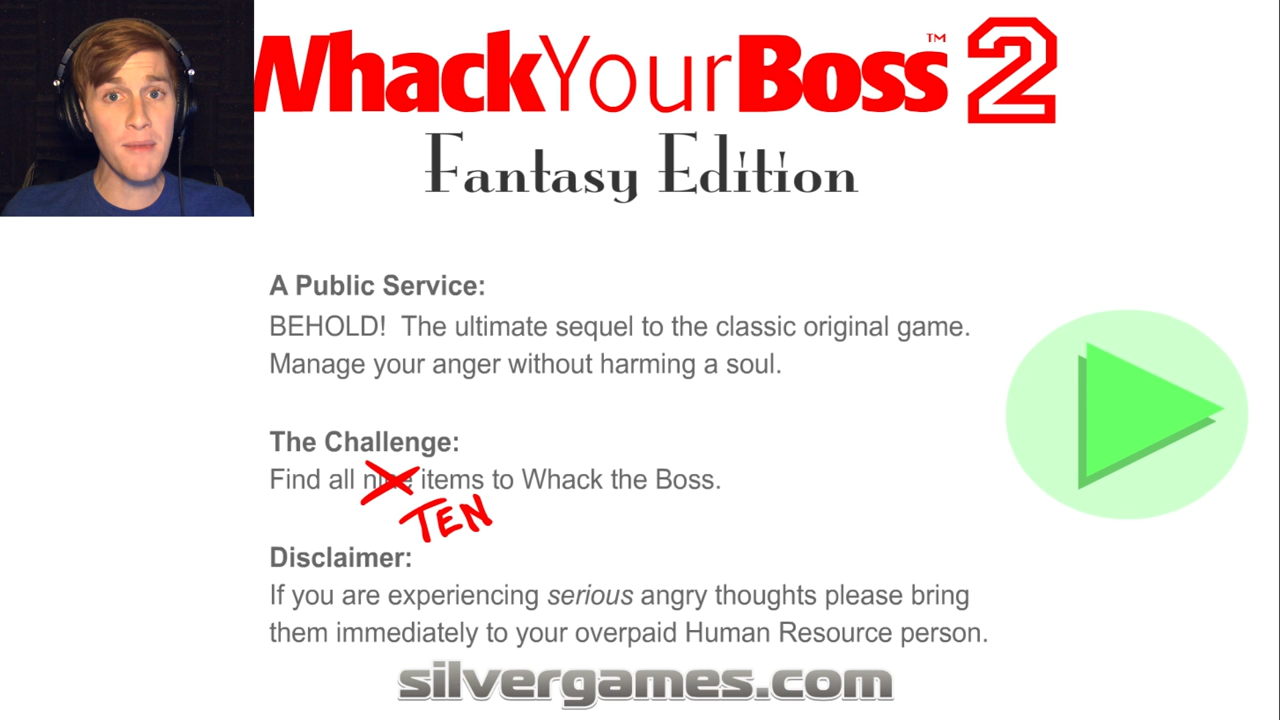 WhackYourBoss™ 2
Fantasy Edition
A Public Service:
BEHOLD! The ultimate sequel to the classic original game.
Manage your anger without harming a soul.
The Challenge:
Find all nine items to Whack the Boss.
TEN
Disclaimer:
If you are experiencing serious angry thoughts please bring
them immediately to your overpaid Human Resource person.
silvergames.com